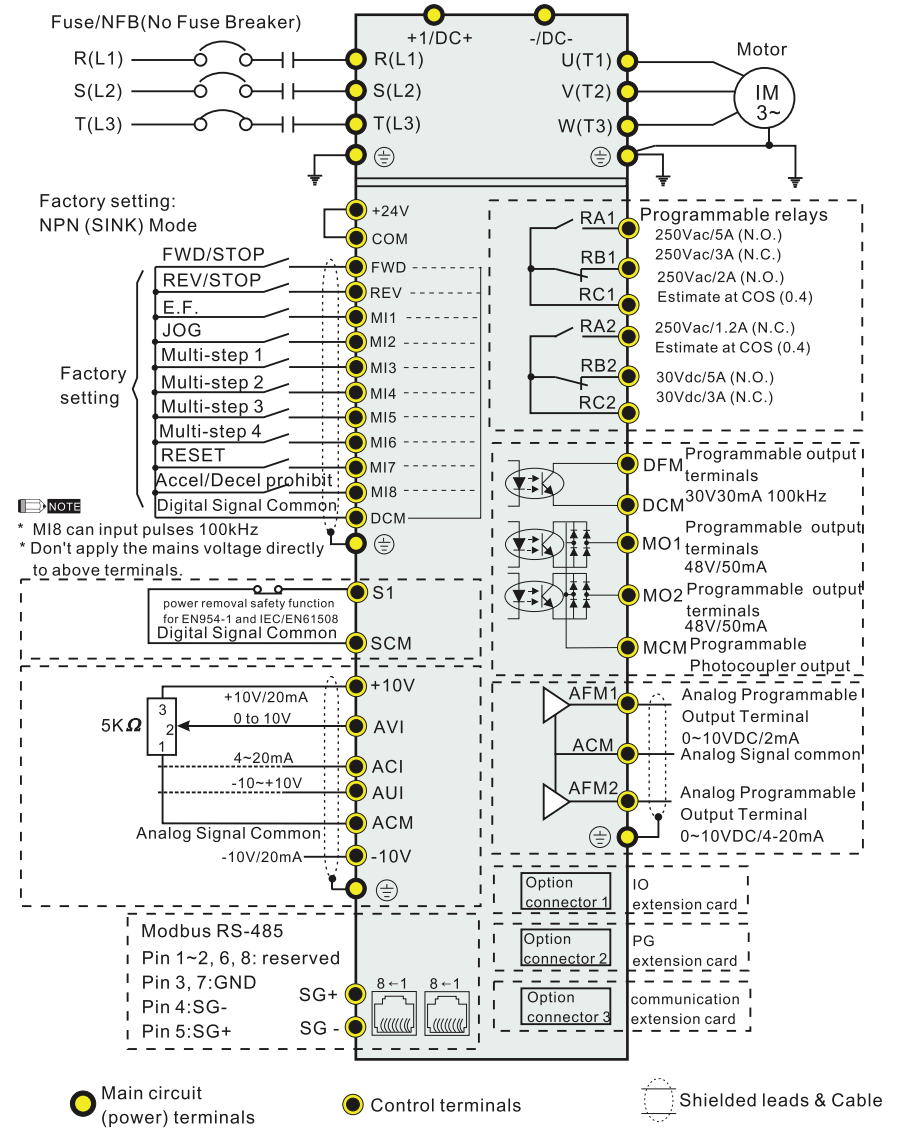 Fuse/NFB(No Fuse Breaker)
+1/DC+
-/DC-
R(L1)
R(L1)
S(L2)
S(L2)
T(L3)
T(L3)
U(T1)
V(T2)
W(T3)
Motor
IM
3~
Factory setting:
NPN (SINK) Mode
+24V
COM
FWD/STOP
FWD
REV/STOP
REV
E.F.
MI1
JOG
MI2
Multi-step 1
MI3
Multi-step 2
MI4
Multi-step 3
MI5
Multi-step 4
MI6
RESET
MI7
Accel/Decel prohibit
MI8
Digital Signal Common
DCM
Factory
setting
NOTE
* MI8 can input pulses 100kHz
* Don't apply the mains voltage directly
to above terminals.
RA1
RB1
RC1
RA2
RB2
RC2
Programmable relays
250Vac/5A (N.O.)
250Vac/3A (N.C.)
250Vac/2A (N.O.)
Estimate at COS (0.4)
250Vac/1.2A (N.C.)
Estimate at COS (0.4)
30Vdc/5A (N.O.)
30Vdc/3A (N.C.)
DFM
Programmable output
terminals
30V30mA 100kHz
DCM
MO1
Programmable output
terminals
48V/50mA
MO2
Programmable output
terminals
48V/50mA
MCM
Programmable
Photocoupler output
S1
power removal safety function
for EN954-1 and IEC/EN61508
Digital Signal Common
SCM
+10V
+10V/20mA
5KΩ
3
2
1
0 to 10V
AVI
4~20mA
ACI
-10~+10V
AUI
ACM
Analog Signal Common
-10V/20mA
-10V
AFM1
Analog Programmable
Output Terminal
0~10VDC/2mA
ACM
Analog Signal common
AFM2
Analog Programmable
Output Terminal
0~10VDC/4-20mA
Option
connector 1
IO
extension card
Option
connector 2
PG
extension card
Option
connector 3
communication
extension card
Modbus RS-485
Pin 1~2, 6, 8: reserved
Pin 3, 7:GND
Pin 4:SG-
Pin 5:SG+
SG+
SG -
8←1
8←1
Main circuit
(power) terminals
Control terminals
Shielded leads & Cable